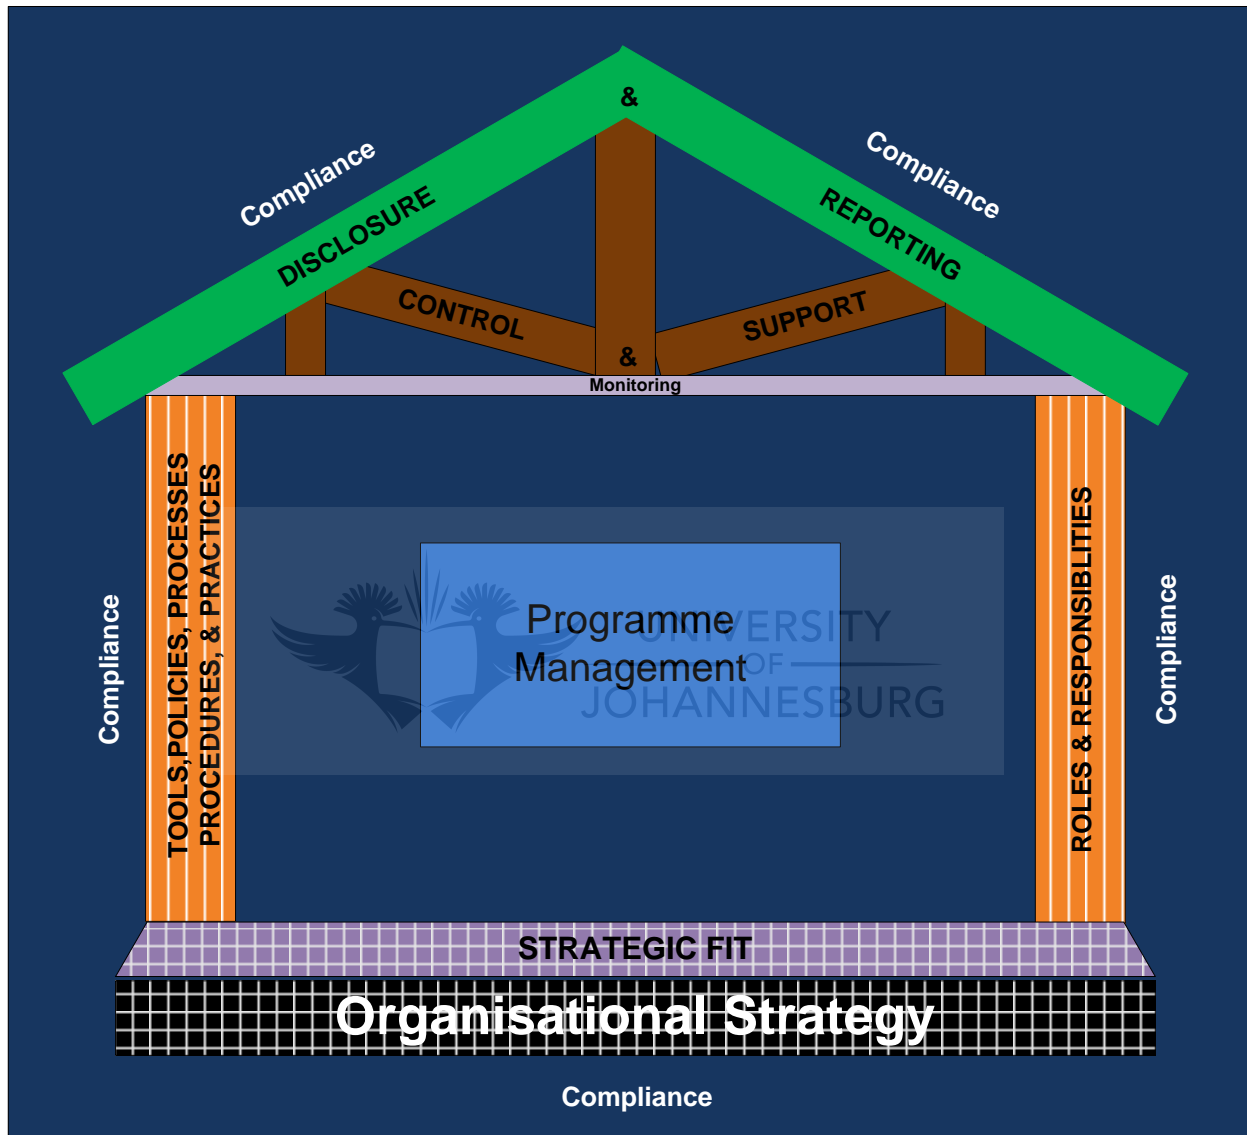 &
Compliance
Compliance
DISCLOSURE
REPORTING
CONTROL
SUPPORT
&
Monitoring
TOOLS,POLICIES, PROCESSES
PROCEDURES, & PRACTICES
Compliance
Programme
Management
UNIVERSITY
OF
JOHANNESBURG
ROLES & RESPONSIBLITIES
Compliance
STRATEGIC FIT
Organisational Strategy
Compliance